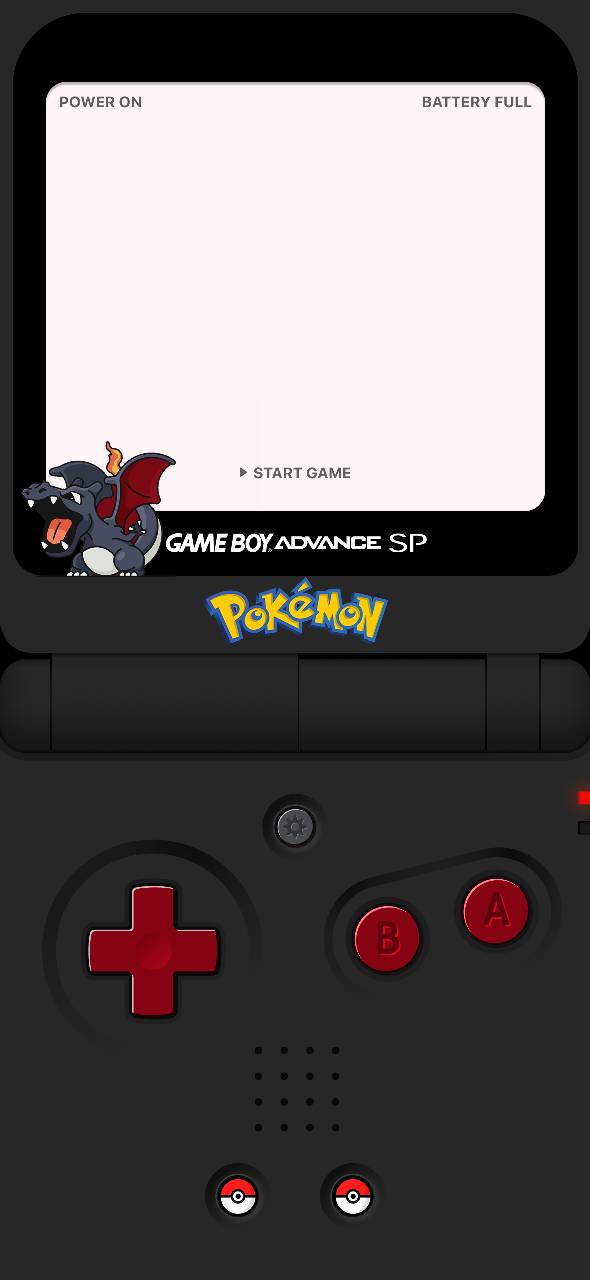 POWER ON BATTERY FULL
START GAME
GAME BOY ADVANCE SP
POKéMON
A
B